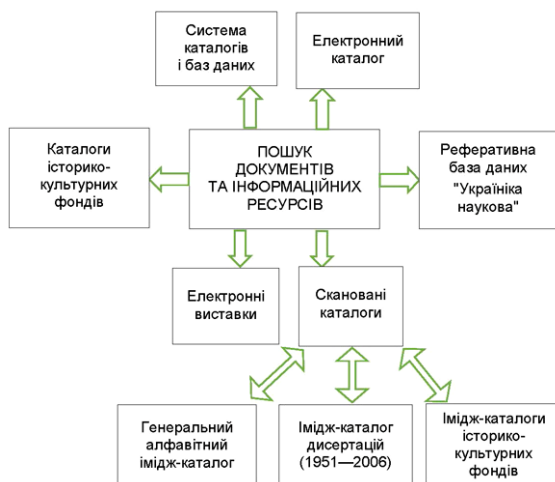 Система
каталогів
і баз даних
Електронний
каталог
Каталоги
історико-
культурних
фондів
ПОШУК
ДОКУМЕНТІВ
ТА ІНФОРМАЦІЙНИХ
РЕСУРСІВ
Реферативна
база даних
"Україніка
наукова"
Електронні
виставки
Скановані
каталоги
Генеральний
алфавітний
імідж-каталог
Імідж-каталог
дисертацій
(1951—2006)
Імідж-каталоги
історико-
культурних
фондів